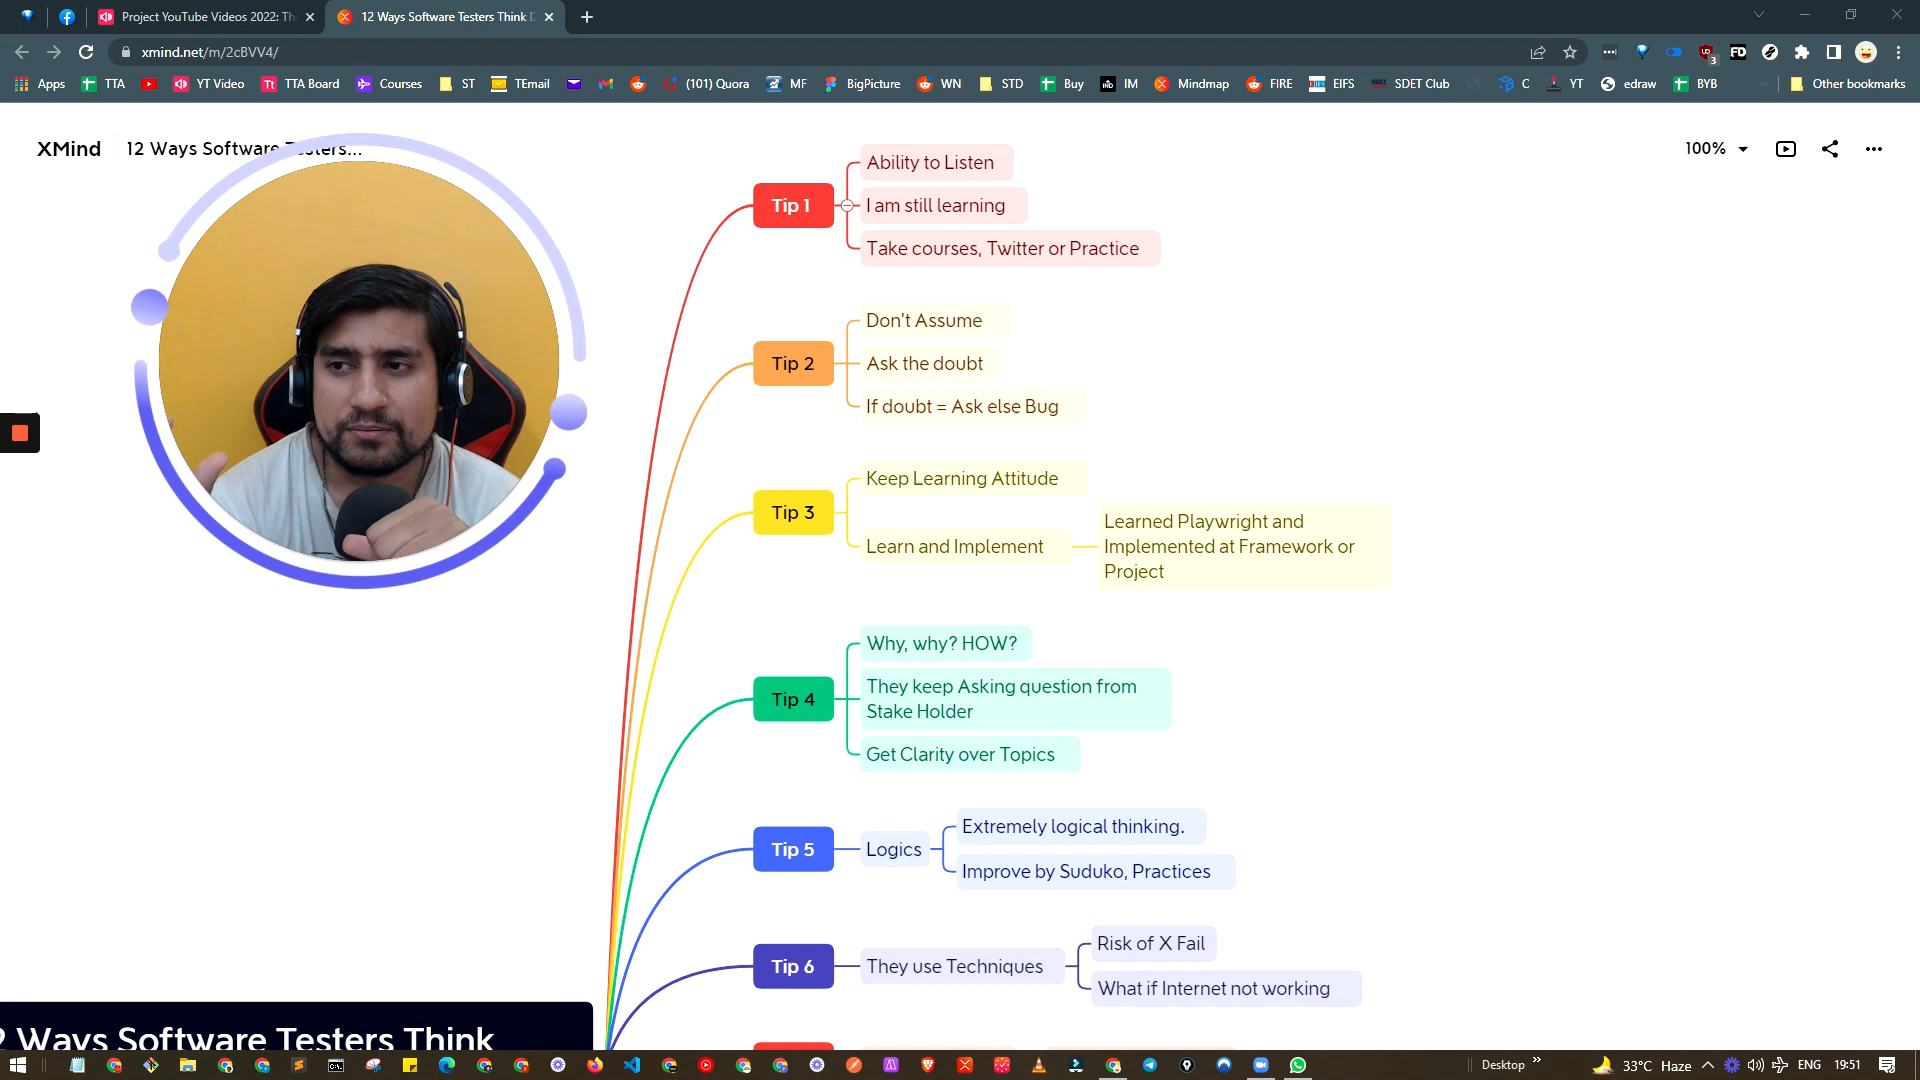 Project YouTube Videos 2022: Th
12 Ways Software Testers Think D
xmind.net/m/2cBVV4/
3
FD
Apps
TTA
YT Video
TTA Board
Courses
ST
TEmail
(101) Quora
MF
BigPicture
WN
STD
Buy
IM
Mindmap
FIRE
EIFS
SDET Club
C
YT
edraw
BYB
Other bookmarks
XMind
12 Ways Software Testers...
100%
Tip 1
Ability to Listen
I am still learning
Take courses, Twitter or Practice
Tip 2
Don't Assume
Ask the doubt
If doubt = Ask else Bug
Tip 3
Keep Learning Attitude
Learn and Implement
Learned Playwright and
Implemented at Framework or
Project
Tip 4
Why, why? HOW?
They keep Asking question from
Stake Holder
Get Clarity over Topics
Tip 5
Logics
Extremely logical thinking.
Improve by Suduko, Practices
Tip 6
They use Techniques
Risk of X Fail
What if Internet not working
2 Ways Software Testers Think
Desktop
33°C Haze
ENG
19:51